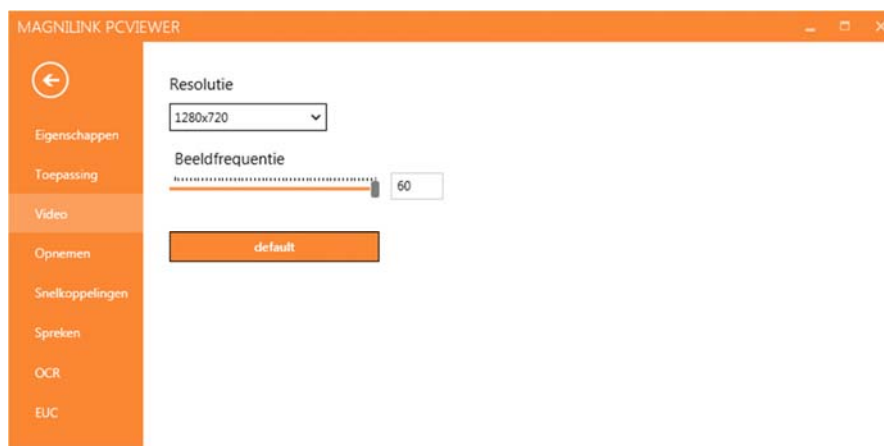 MAGNILINK PCVIEWER
Eigenschappen
Toepassing
Video
Opnemen
Snelkoppelingen
Spreken
OCR
EUC
Resolutie
1280x720
Beeldfrequentie
60
default